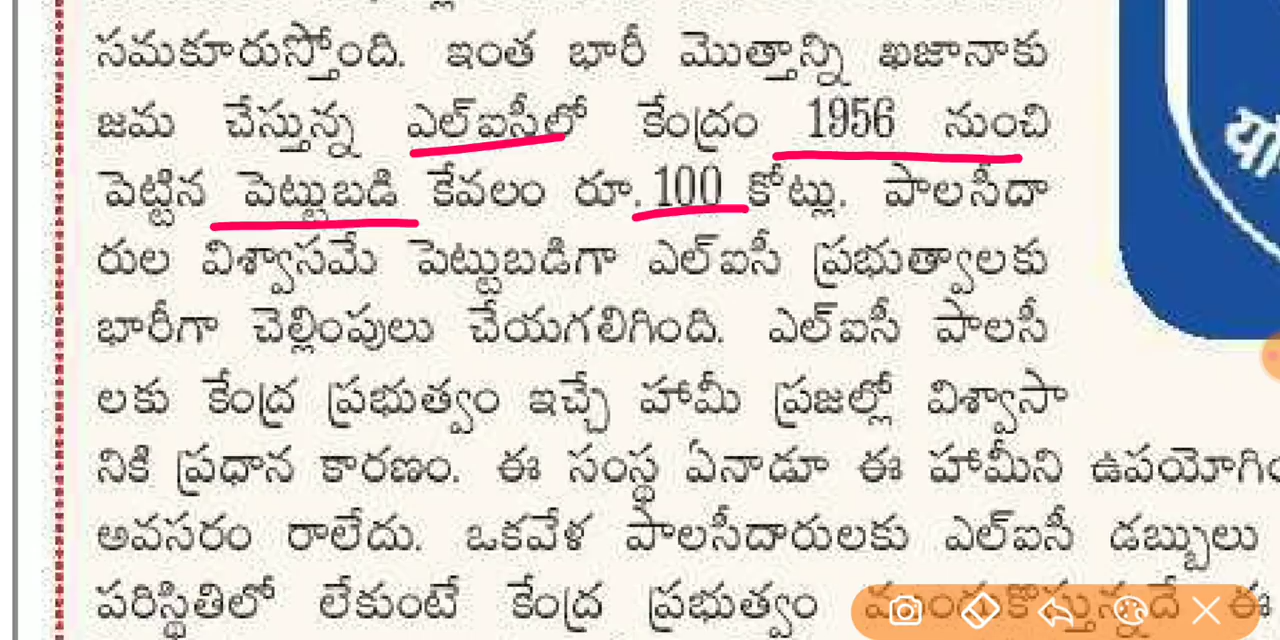 సమకూరుస్తోంది. ఇంత భారీ మొత్తాన్ని ఖజానాకు
జమ చేస్తున్న ఎల్ఐసీలో కేంద్రం 1956 నుంచి
పెట్టిన పెట్టుబడి కేవలం రూ. 100 కోట్లు. పాలసీదా
రుల విశ్వాసమే పెట్టుబడిగా ఎల్ఐసీ ప్రభుత్వాలకు
భారీగా చెల్లింపులు చేయగలిగింది. ఎల్ఐసీ పాలసీ
లకు కేంద్ర ప్రభుత్వం ఇచ్చే హామీ ప్రజల్లో విశ్వాసా
నికి ప్రధాన కారణం. ఈ సంస్థ ఏనాడూ ఈ హామీని
అవసరం రాలేదు. ఒకవేళ పాలసీదారులకు ఎల్ఐసీ డబ్బులు
పరిస్థితిలో లేకుంటే కేంద్ర ప్రభుత్వం ఈ